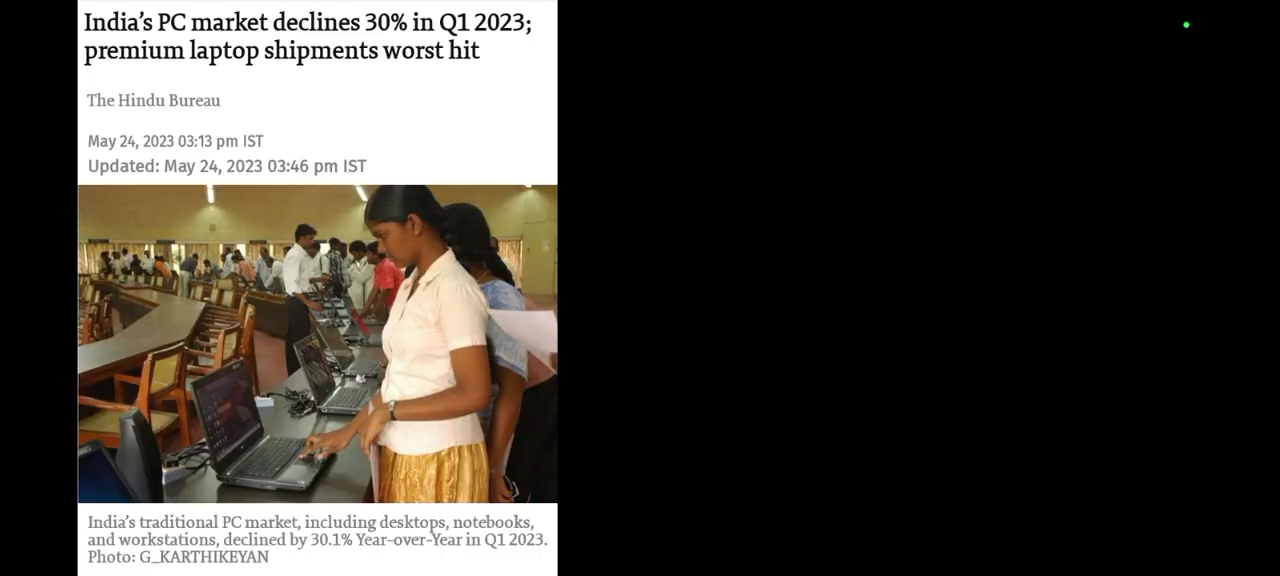 India's PC market declines 30% in Q1 2023;
premium laptop shipments worst hit
The Hindu Bureau
May 24, 2023 03:13 pm IST
Updated: May 24, 2023 03:46 pm IST
India's traditional PC market, including desktops, notebooks,
and workstations, declined by 30.1% Year-over-Year in Q1 2023.
Photo: G_KARTHIKEYAN